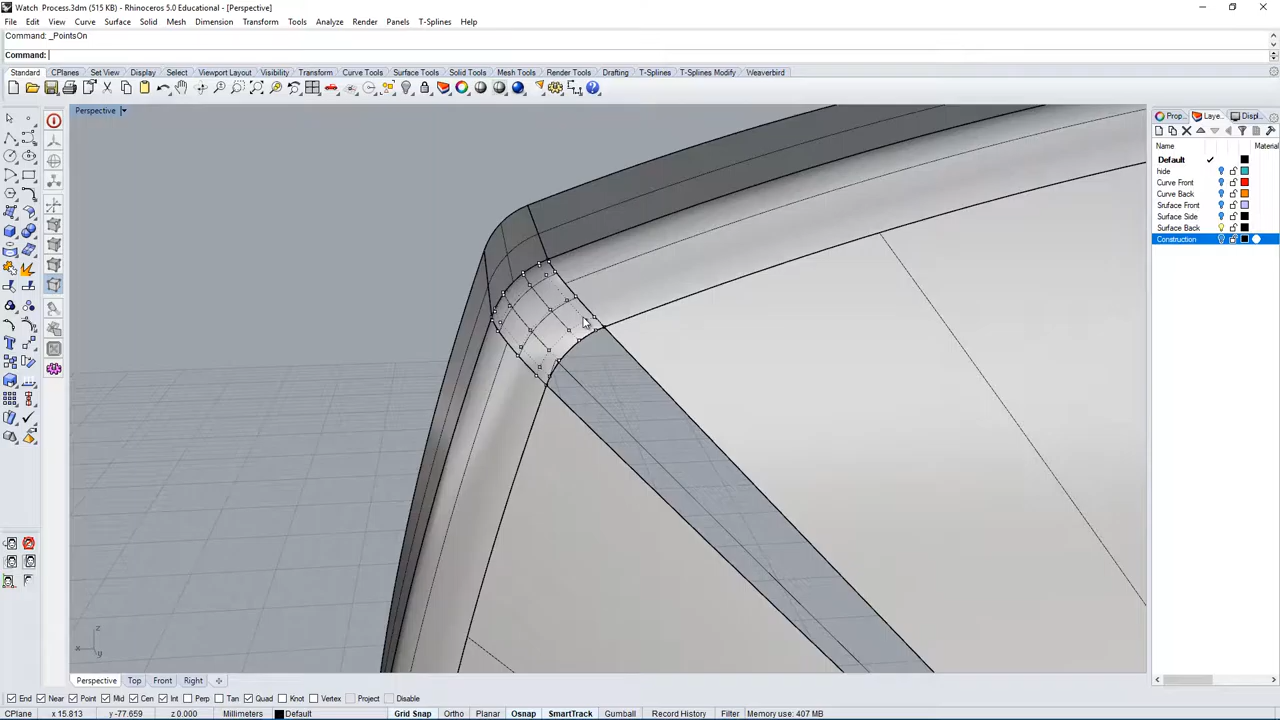 Watch Process.3dm (515 KB) - Rhinoceros 5.0 Educational - [Perspective]
File Edit View Curve Surface Solid Mesh Dimension Transform Tools Analyze Render Panels T-Splines Help
Command: _PointsOn
Command:
Standard CPlanes Set View Display Select Viewport Layout Visibility Transform Curve Tools Surface Tools Solid Tools Mesh Tools Render Tools Drafting T-Splines T-Splines Modify Weaverbird
Perspective
Prop... Laye... Displ...
Name Material
Default
hide
Curve Front
Curve Back
Surface Front
Surface Side
Surface Back
Construction
z
x y
Perspective Top Front Right
End Near Point Mid Cen Int Perp Tan Quad Knot Vertex Project Disable
CPlane x 15.813 y -77.659 z 0.000 Millimeters Default Grid Snap Ortho Planar Osnap SmartTrack Gumball Record History Filter Memory use: 407 MB